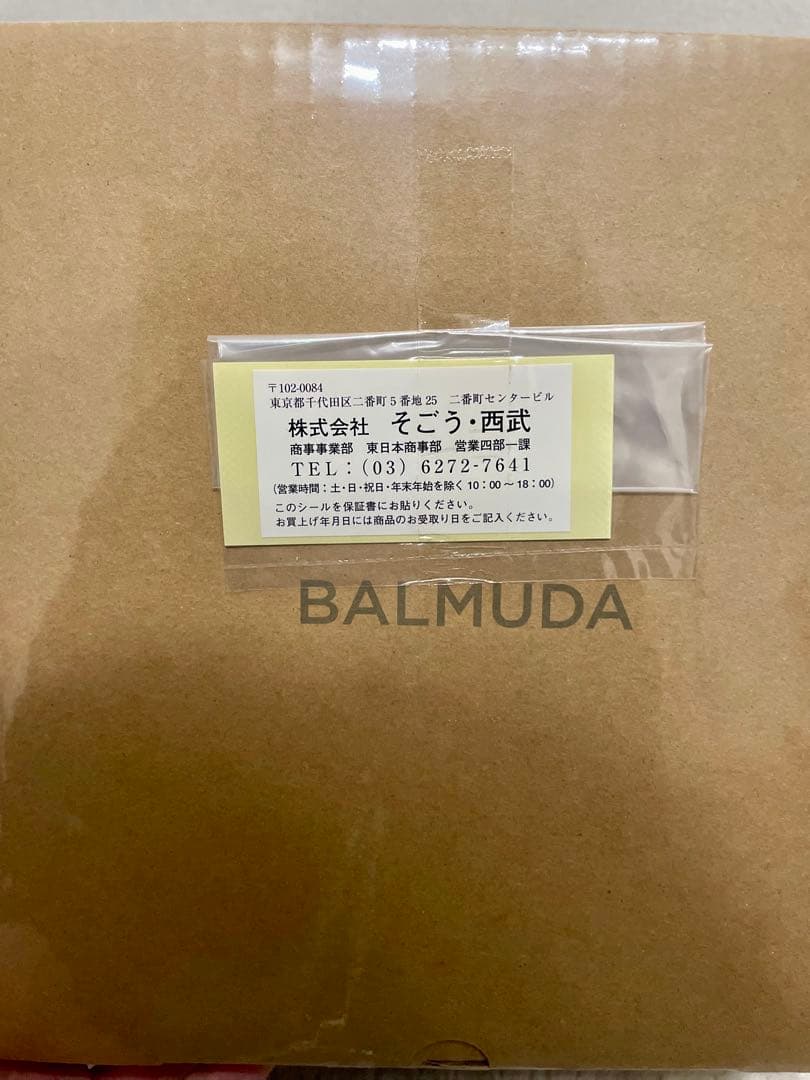 〒102-0084
東京都千代田区二番町5番地25 二番町センタービル
株式会社 そごう・西武
商事事業部 東日本商事部 営業四部一課
TEL:(03) 6272-7641
(営業時間:土・日・祝日・年末年始を除く10:00〜18:00)
このシールを保証書にお貼りください。
お買上げ年月日には商品のお受取り日をご記入ください。
BALMUDA